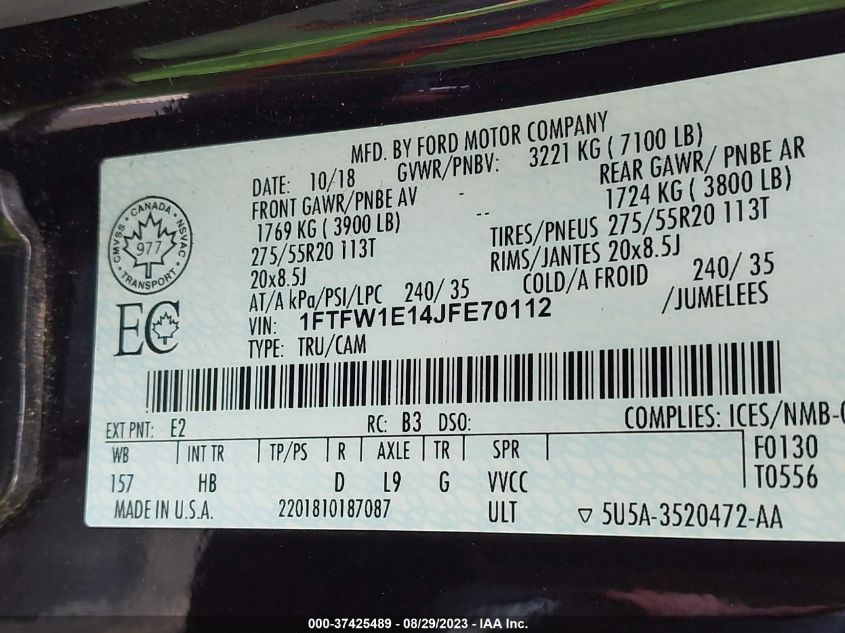 MFD. BY FORD MOTOR COMPANY
DATE: 10/18 GVWR/PNBV: 3221 KG ( 7100 LB)
FRONT GAWR/PNBE AV - REAR GAWR/ PNBE AR
1769 KG ( 3900 LB) -- 1724 KG ( 3800 LB)
275/55R20 113T TIRES/PNEUS 275/55R20 113T
20x8.5J RIMS/JANTES 20x8.5J
AT/A kPa/PSI/LPC 240/ 35 COLD/A FROID 240/ 35
VIN: 1FTFW1E14JFE70112 /JUMELEES
TYPE: TRU/CAM
CMVSS · CANADA · NSVAC
977
TRANSPORT
EC
EXT PNT: E2 RC: B3 DSO: COMPLIES: ICES/NMB-
WB INT TR TP/PS R AXLE TR SPR F0130
157 HB D L9 G VVCC T0556
MADE IN U.S.A. 2201810187087 ULT ▽ 5U5A-3520472-AA
000-37425489 - 08/29/2023 - IAA Inc.